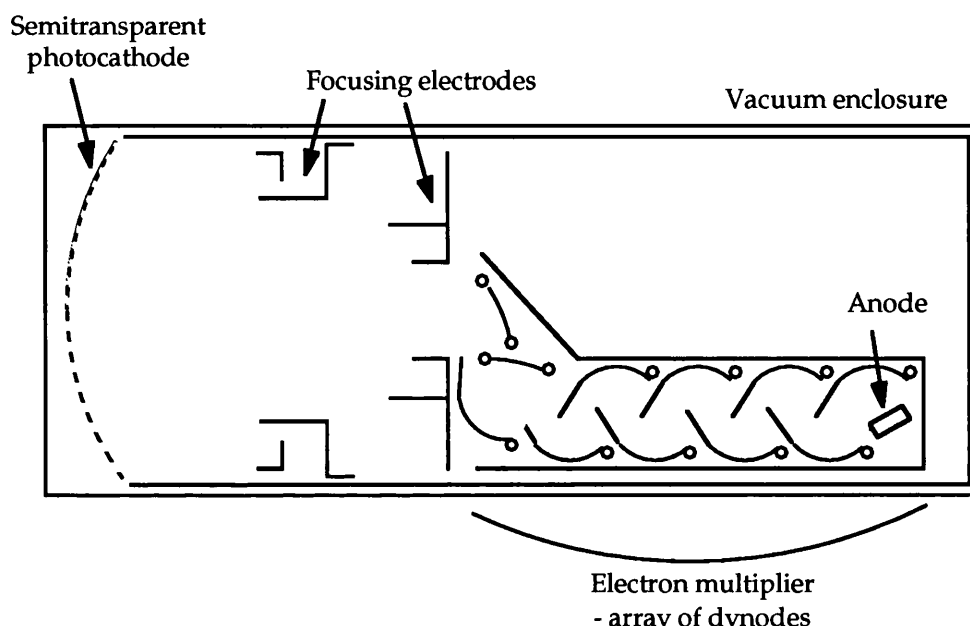 Semitransparent
photocathode
Focusing electrodes
Vacuum enclosure
Anode
Electron multiplier
- array of dynodes